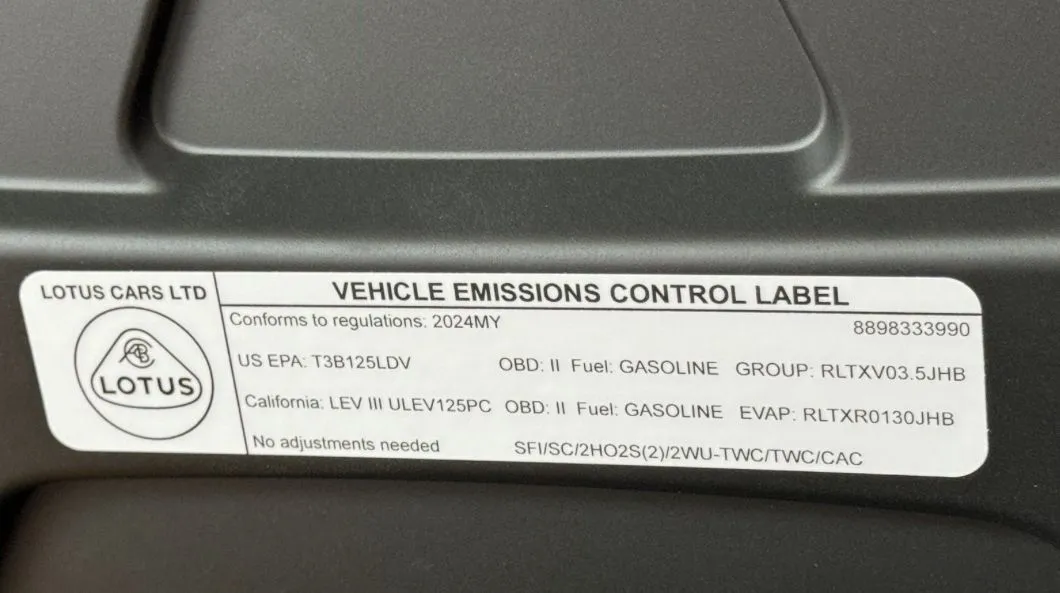 LOTUS CARS LTD
LOTUS
VEHICLE EMISSIONS CONTROL LABEL
Conforms to regulations: 2024MY
8898333990
US EPA: T3B125LDV OBD: II Fuel: GASOLINE GROUP: RLTXV03.5JHB
California: LEV III ULEV125PC OBD: II Fuel: GASOLINE EVAP: RLTXR0130JHB
No adjustments needed SFI/SC/2HO2S(2)/2WU-TWC/TWC/CAC